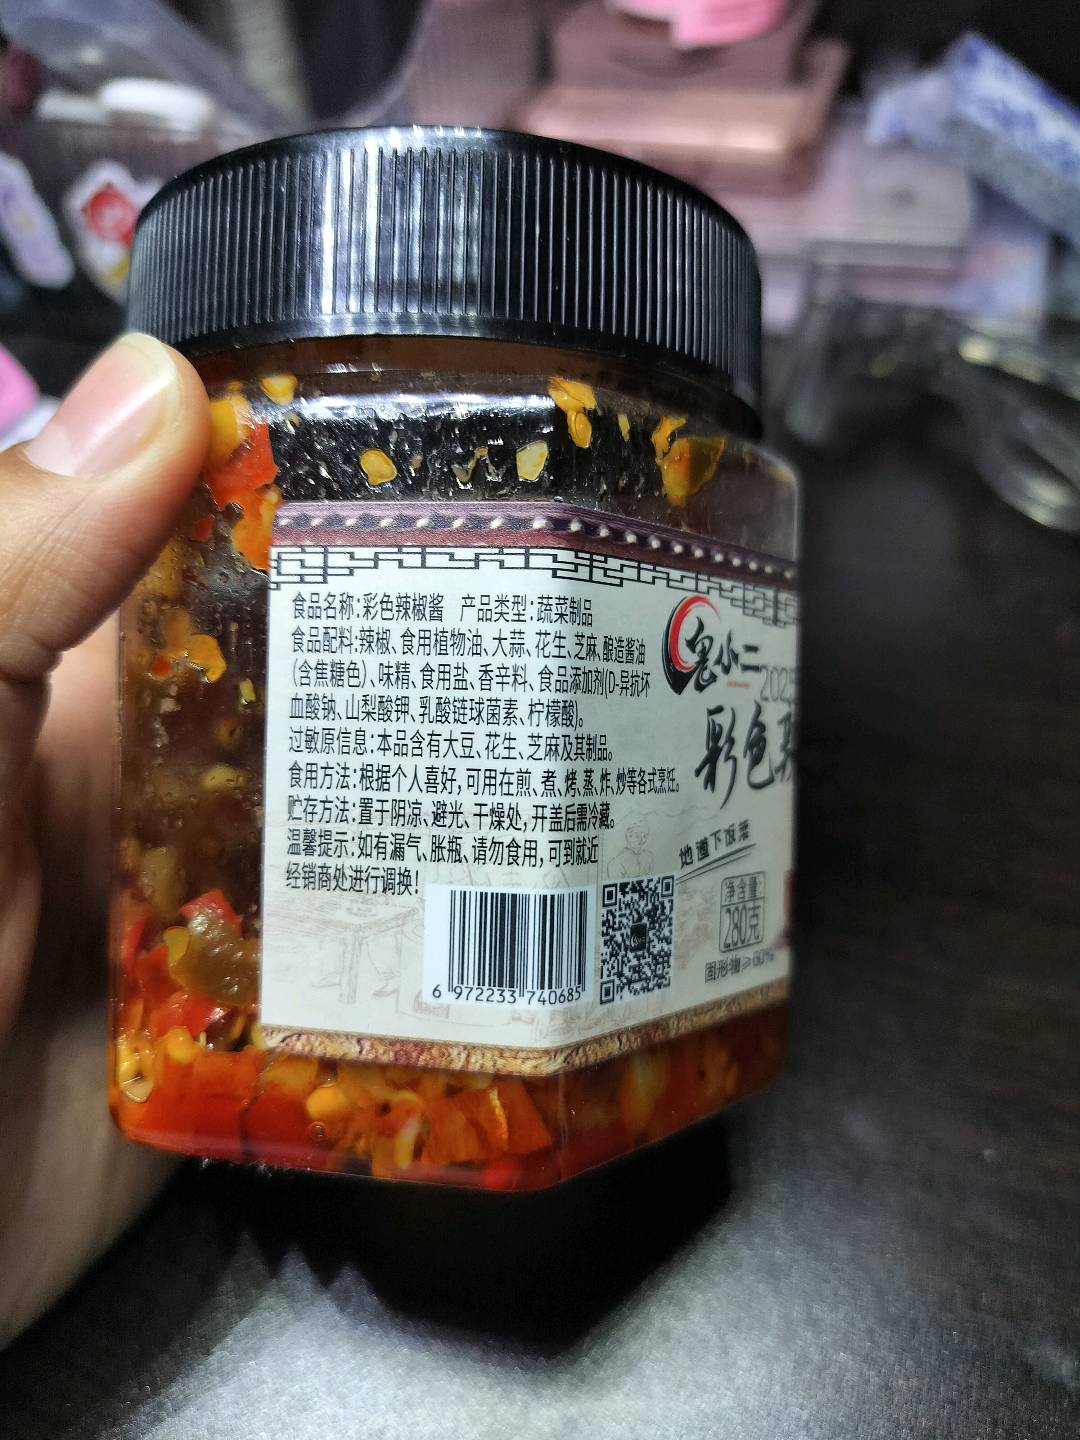 食品名称:彩色辣椒酱 产品类型:蔬菜制品
食品配料:辣椒、食用植物油、大蒜、花生、芝麻、酿造酱油
(含焦糖色)、味精、食用盐、香辛料、食品添加剂(D-异抗坏
血酸钠、山梨酸钾、乳酸链球菌素、柠檬酸)。
过敏原信息:本品含有大豆、花生、芝麻及其制品。
食用方法:根据个人喜好,可用在煎、煮、烤、蒸、炸、炒等各式烹饪。
贮存方法:置于阴凉、避光、干燥处,开盖后需冷藏。
温馨提示:如有漏气、胀瓶、请勿食用,可到就近
经销商处进行调换!
6 972233 740685
鬼小二
彩色
地道下饭菜
净含量:
280克
固形物≥60%